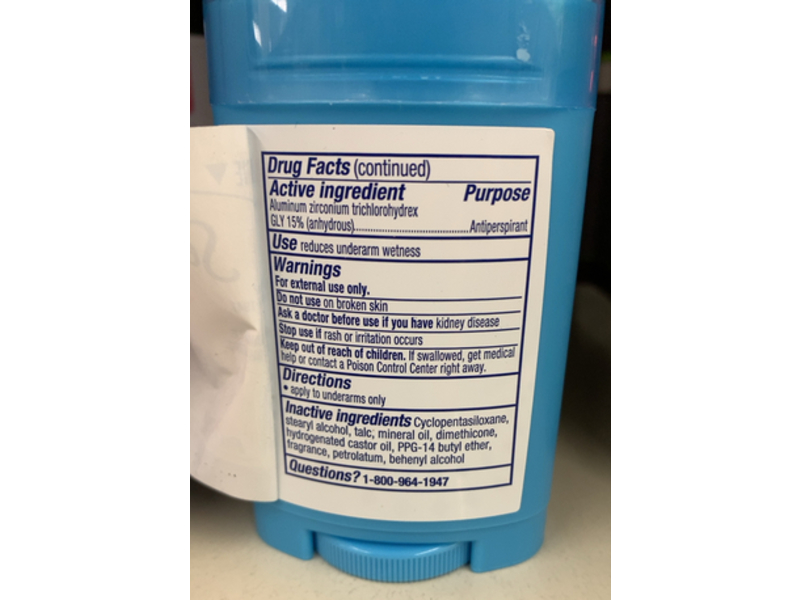 Drug Facts (continued)
Active ingredient Purpose
Aluminum zirconium trichlorohydrex
GLY 15% (anhydrous)............................................Antiperspirant
Use reduces underarm wetness
Warnings
For external use only.
Do not use on broken skin
Ask a doctor before use if you have kidney disease
Stop use if rash or irritation occurs
Keep out of reach of children. If swallowed, get medical
help or contact a Poison Control Center right away.
Directions
• apply to underarms only
Inactive ingredients Cyclopentasiloxane,
stearyl alcohol, talc, mineral oil, dimethicone,
hydrogenated castor oil, PPG-14 butyl ether,
fragrance, petrolatum, behenyl alcohol
Questions? 1-800-964-1947